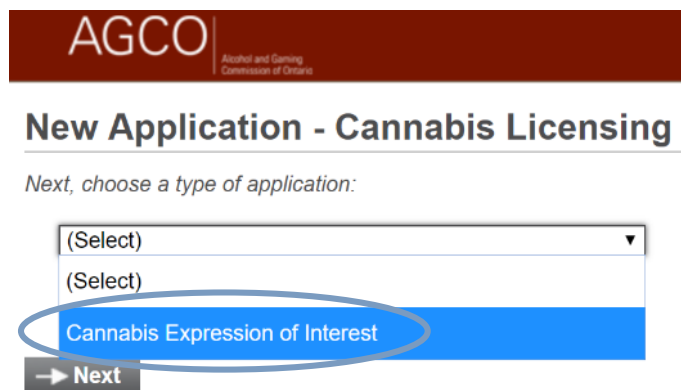 AGCO
Alcohol and Gaming
Commission of Ontario
New Application - Cannabis Licensing
Next, choose a type of application:
(Select)
(Select)
Cannabis Expression of Interest
Next